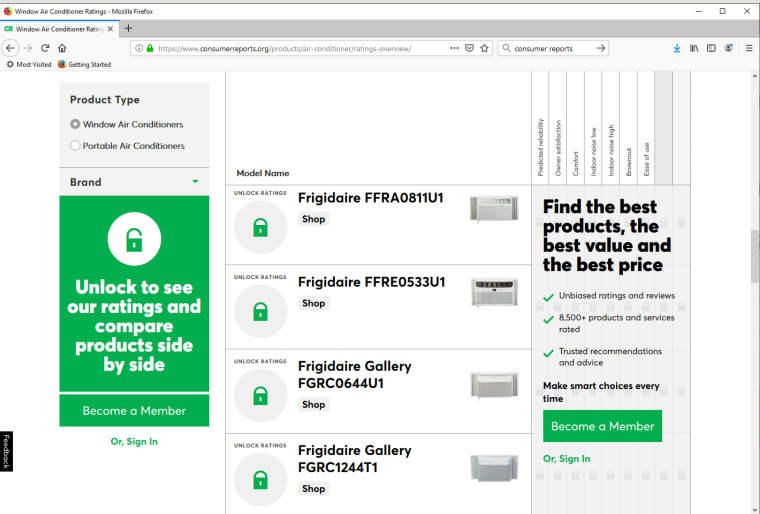 Window Air Conditioner Ratings - Mozilla Firefox
CR Window Air Conditioner Rating
https://www.consumerreports.org/products/air-conditioner/ratings-overview/
consumer reports
Most Visited
Getting Started
Product Type
Window Air Conditioners
Portable Air Conditioners
Brand
Unlock to see
our ratings and
compare
products side
by side
Become a Member
Or, Sign In
Feedback
Model Name
Predicted reliability
Owner satisfaction
Comfort
Indoor noise low
Indoor noise high
Brownout
Ease of use
UNLOCK RATINGS
Frigidaire FFRA0811U1
Shop
UNLOCK RATINGS
Frigidaire FFRE0533U1
Shop
UNLOCK RATINGS
Frigidaire Gallery
FGRC0644U1
Shop
UNLOCK RATINGS
Frigidaire Gallery
FGRC1244T1
Shop
Find the best
products, the
best value and
the best price
Unbiased ratings and reviews
8,500+ products and services
rated
Trusted recommendations
and advice
Make smart choices every
time
Become a Member
Or, Sign In